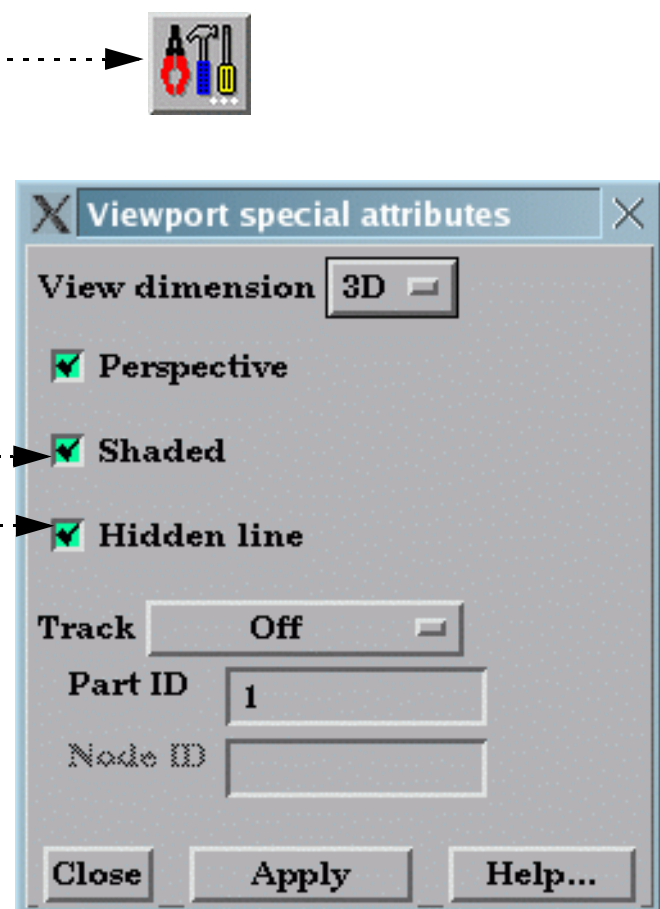 Viewport special attributes
View dimension 3D
Perspective
Shaded
Hidden line
Track Off
Part ID 1
Node ID
Close Apply Help...